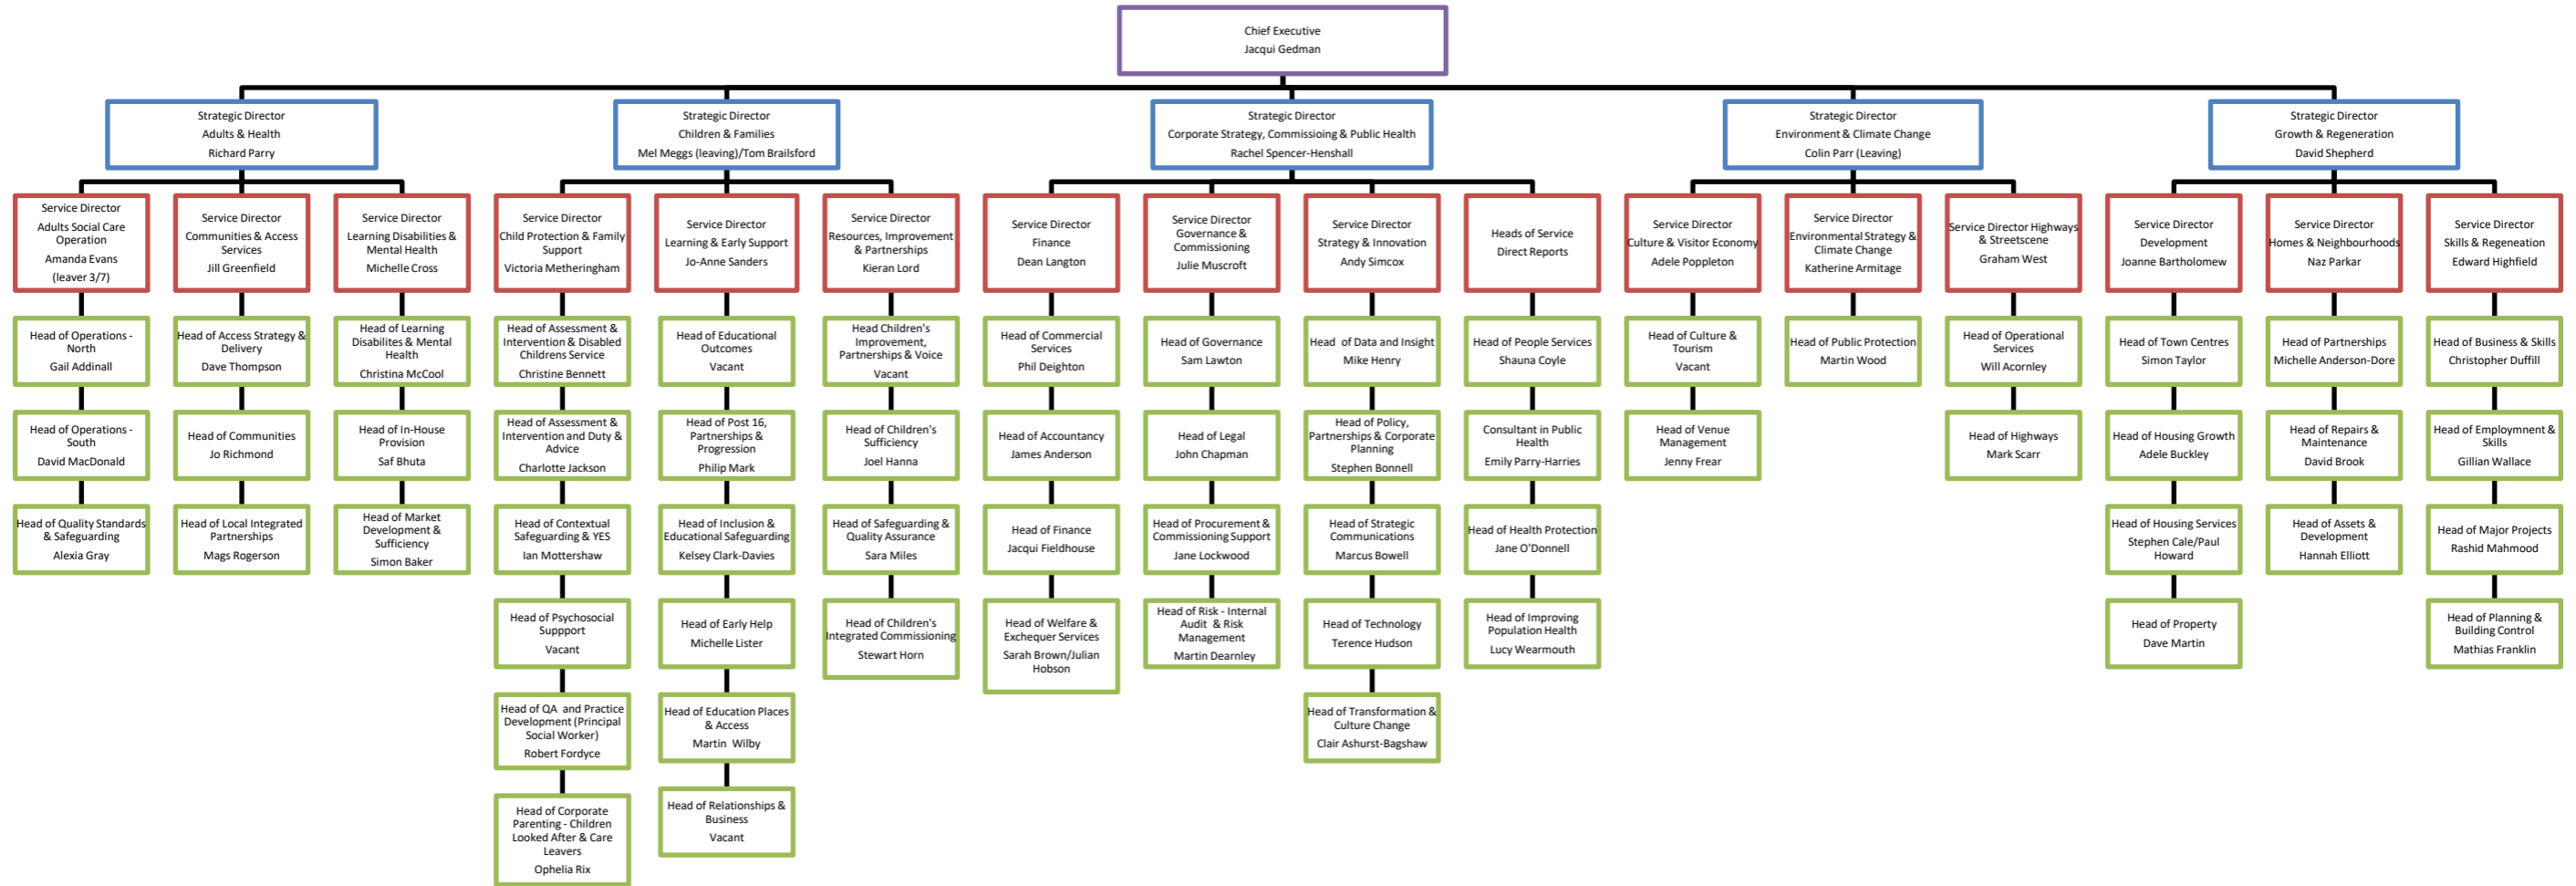 Chief Executive
Jacqui Gedman
Strategic Director
Adults & Health
Richard Parry
Strategic Director
Children & Families
Mel Meggs (leaving)/Tom Brailsford
Strategic Director
Corporate Strategy, Commissioing & Public Health
Rachel Spencer-Henshall
Strategic Director
Environment & Climate Change
Colin Parr (Leaving)
Strategic Director
Growth & Regeneration
David Shepherd
Service Director
Adults Social Care
Operation
Amanda Evans
(leaver 3/7)
Service Director
Communities & Access
Services
Jill Greenfield
Service Director
Learning Disabilities &
Mental Health
Michelle Cross
Service Director
Child Protection & Family
Support
Victoria Metheringham
Service Director
Learning & Early Support
Jo-Anne Sanders
Service Director
Resources, Improvement
& Partnerships
Kieran Lord
Service Director
Finance
Dean Langton
Service Director
Governance &
Commissioning
Julie Muscroft
Service Director
Strategy & Innovation
Andy Simcox
Heads of Service
Direct Reports
Service Director
Culture & Visitor Economy
Adele Poppleton
Service Director
Environmental Strategy &
Climate Change
Katherine Armitage
Service Director Highways
& Streetscene
Graham West
Service Director
Development
Joanne Bartholomew
Service Director
Homes & Neighbourhoods
Naz Parkar
Service Director
Skills & Regeneation
Edward Highfield
Head of Operations -
North
Gail Addinall
Head of Access Strategy &
Delivery
Dave Thompson
Head of Learning
Disabilites & Mental
Health
Christina McCool
Head of Assessment &
Intervention & Disabled
Childrens Service
Christine Bennett
Head of Educational
Outcomes
Vacant
Head Children's
Improvement,
Partnerships & Voice
Vacant
Head of Commercial
Services
Phil Deighton
Head of Governance
Sam Lawton
Head  of Data and Insight
Mike Henry
Head of People Services
Shauna Coyle
Head of Culture &
Tourism
Vacant
Head of Public Protection
Martin Wood
Head of Operational
Services
Will Acornley
Head of Town Centres
Simon Taylor
Head of Partnerships
Michelle Anderson-Dore
Head of Business & Skills
Christopher Duffill
Head of Operations -
South
David MacDonald
Head of Communities
Jo Richmond
Head of In-House
Provision
Saf Bhuta
Head of Assessment &
Intervention and Duty &
Advice
Charlotte Jackson
Head of Post 16,
Partnerships &
Progression
Philip Mark
Head of Children's
Sufficiency
Joel Hanna
Head of Accountancy
James Anderson
Head of Legal
John Chapman
Head of Policy,
Partnerships & Corporate
Planning
Stephen Bonnell
Consultant in Public
Health
Emily Parry-Harries
Head of Venue
Management
Jenny Frear
Head of Highways
Mark Scarr
Head of Housing Growth
Adele Buckley
Head of Repairs &
Maintenance
David Brook
Head of Employmnent &
Skills
Gillian Wallace
Head of Quality Standards
& Safeguarding
Alexia Gray
Head of Local Integrated
Partnerships
Mags Rogerson
Head of Market
Development &
Sufficiency
Simon Baker
Head of Contextual
Safeguarding & YES
Ian Mottershaw
Head of Inclusion &
Educational Safeguarding
Kelsey Clark-Davies
Head of Safeguarding &
Quality Assurance
Sara Miles
Head of Finance
Jacqui Fieldhouse
Head of Procurement &
Commissioning Support
Jane Lockwood
Head of Strategic
Communications
Marcus Bowell
Head of Health Protection
Jane O'Donnell
Head of Housing Services
Stephen Cale/Paul
Howard
Head of Assets &
Development
Hannah Elliott
Head of Major Projects
Rashid Mahmood
Head of Psychosocial
Suppport
Vacant
Head of Early Help
Michelle Lister
Head of Children's
Integrated Commissioning
Stewart Horn
Head of Welfare &
Exchequer Services
Sarah Brown/Julian
Hobson
Head of Risk - Internal
Audit  & Risk
Management
Martin Dearnley
Head of Technology
Terence Hudson
Head of Improving
Population Health
Lucy Wearmouth
Head of Property
Dave Martin
Head of Planning &
Building Control
Mathias Franklin
Head of QA  and Practice
Development (Principal
Social Worker)
Robert Fordyce
Head of Education Places
& Access
Martin  Wilby
Head of Transformation &
Culture Change
Clair Ashurst-Bagshaw
Head of Corporate
Parenting - Children
Looked After & Care
Leavers
Ophelia Rix
Head of Relationships &
Business
Vacant